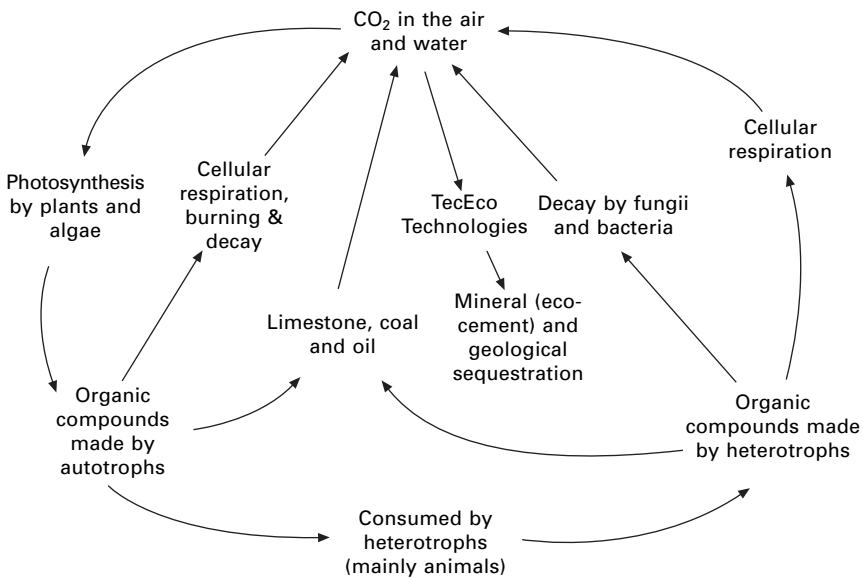 CO₂ in the air
and water
Cellular
respiration
Photosynthesis
by plants and
algae
Cellular
respiration,
burning &
decay
TecEco
Technologies
Decay by fungii
and bacteria
Limestone, coal
and oil
Mineral (eco-
cement) and
geological
sequestration
Organic
compounds
made by
autotrophs
Organic
compounds made
by heterotrophs
Consumed by
heterotrophs
(mainly animals)